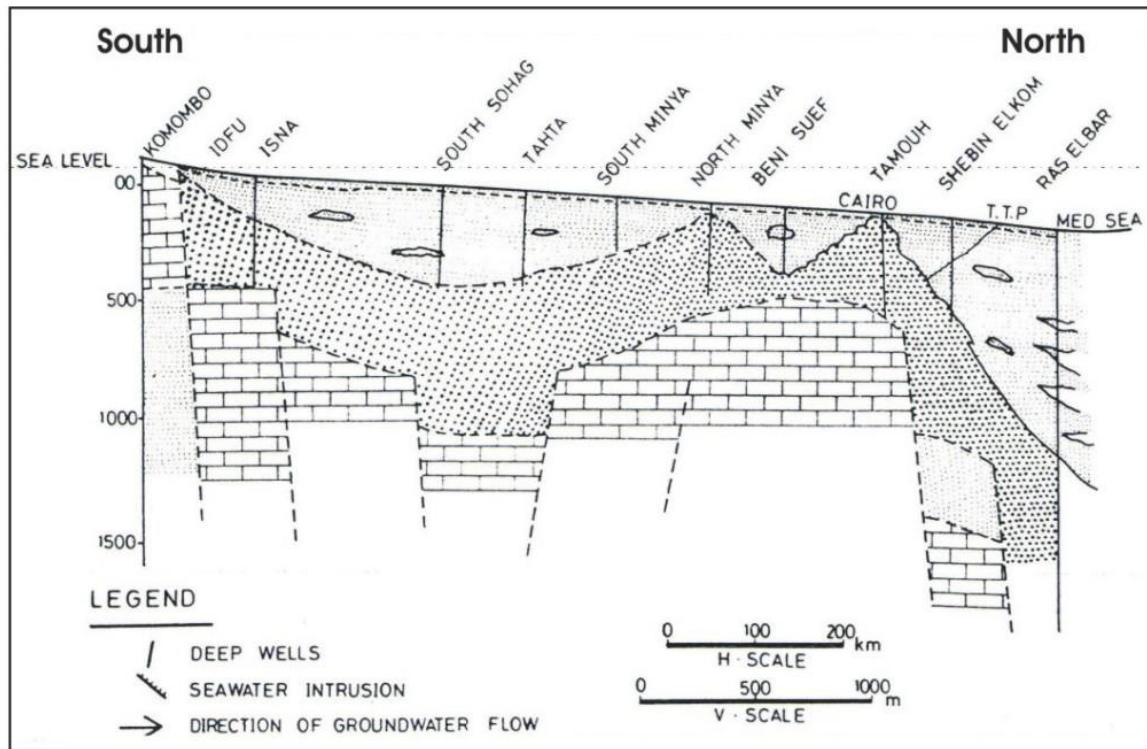 South
North
KOMOMBO
IDFU
ISNA
SOUTH SOHAG
TAHTA
SOUTH MINYA
NORTH MINYA
BENI SUEF
TAMOUH
SHEBIN ELKOM
RAS ELBAR
SEA LEVEL
CAIRO
T.T.P
MED SEA
00
500
1000
1500
LEGEND
DEEP WELLS
SEAWATER INTRUSION
DIRECTION OF GROUNDWATER FLOW
0 100 200 km
H·SCALE
0 500 1000 m
V·SCALE